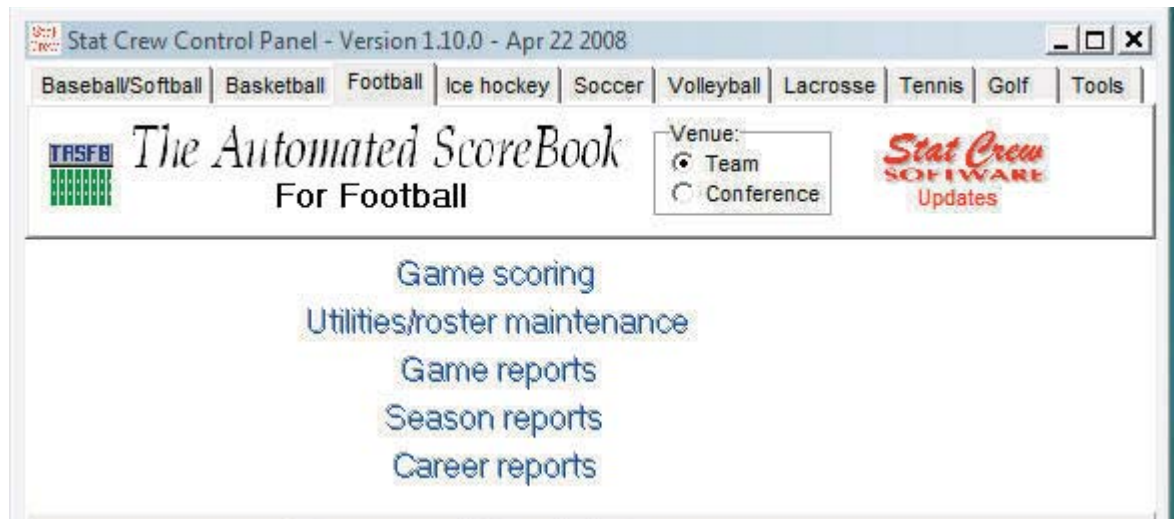 Stat Crew Stat Crew Control Panel - Version 1.10.0 - Apr 22 2008
Baseball/Softball Basketball Football Ice hockey Soccer Volleyball Lacrosse Tennis Golf Tools
TASFB The Automated ScoreBook
For Football
Venue:
Team
Conference
Stat Crew
SOFTWARE
Updates
Game scoring
Utilities/roster maintenance
Game reports
Season reports
Career reports